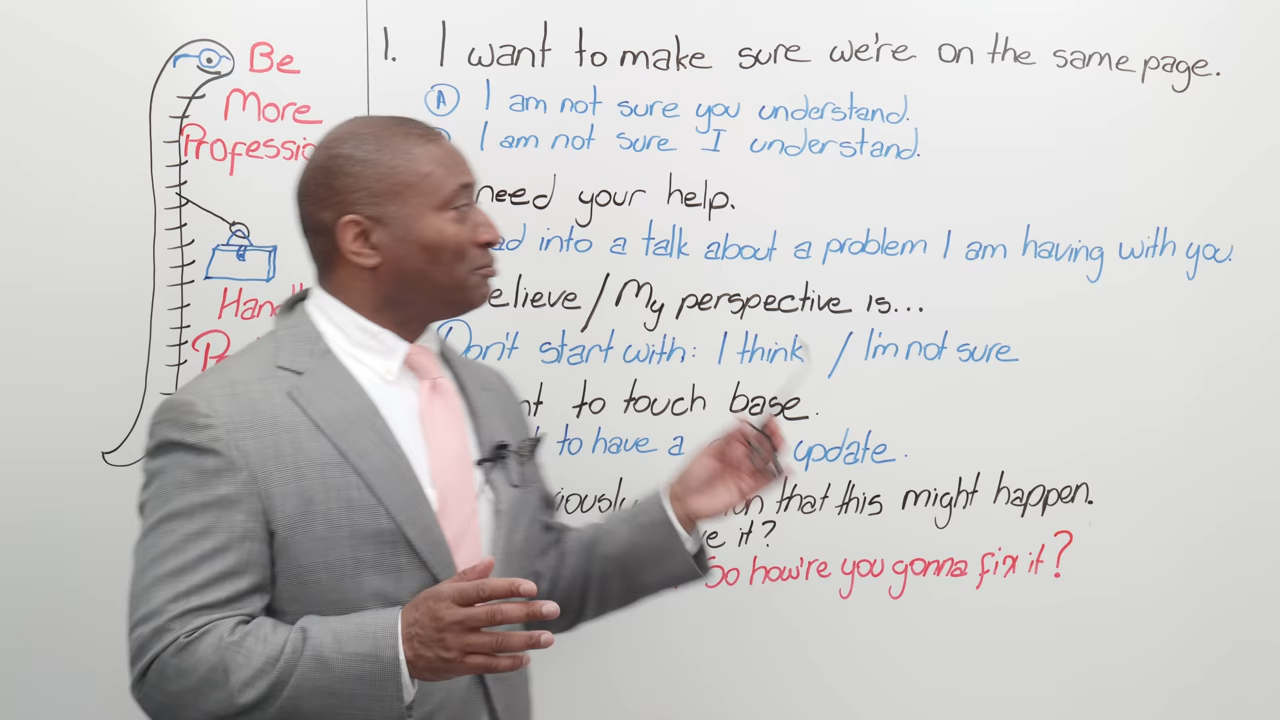 Be
More
Professio
Handl
1. I want to make sure we're on the same page.
A I am not sure you understand.
I am not sure I understand.
need your help.
into a talk about a problem I am having with you.
elieve / My perspective is...
Don't start with: I think / I'm not sure
to touch base.
to have a update.
that this might happen.
it?
So how're you gonna fix it?